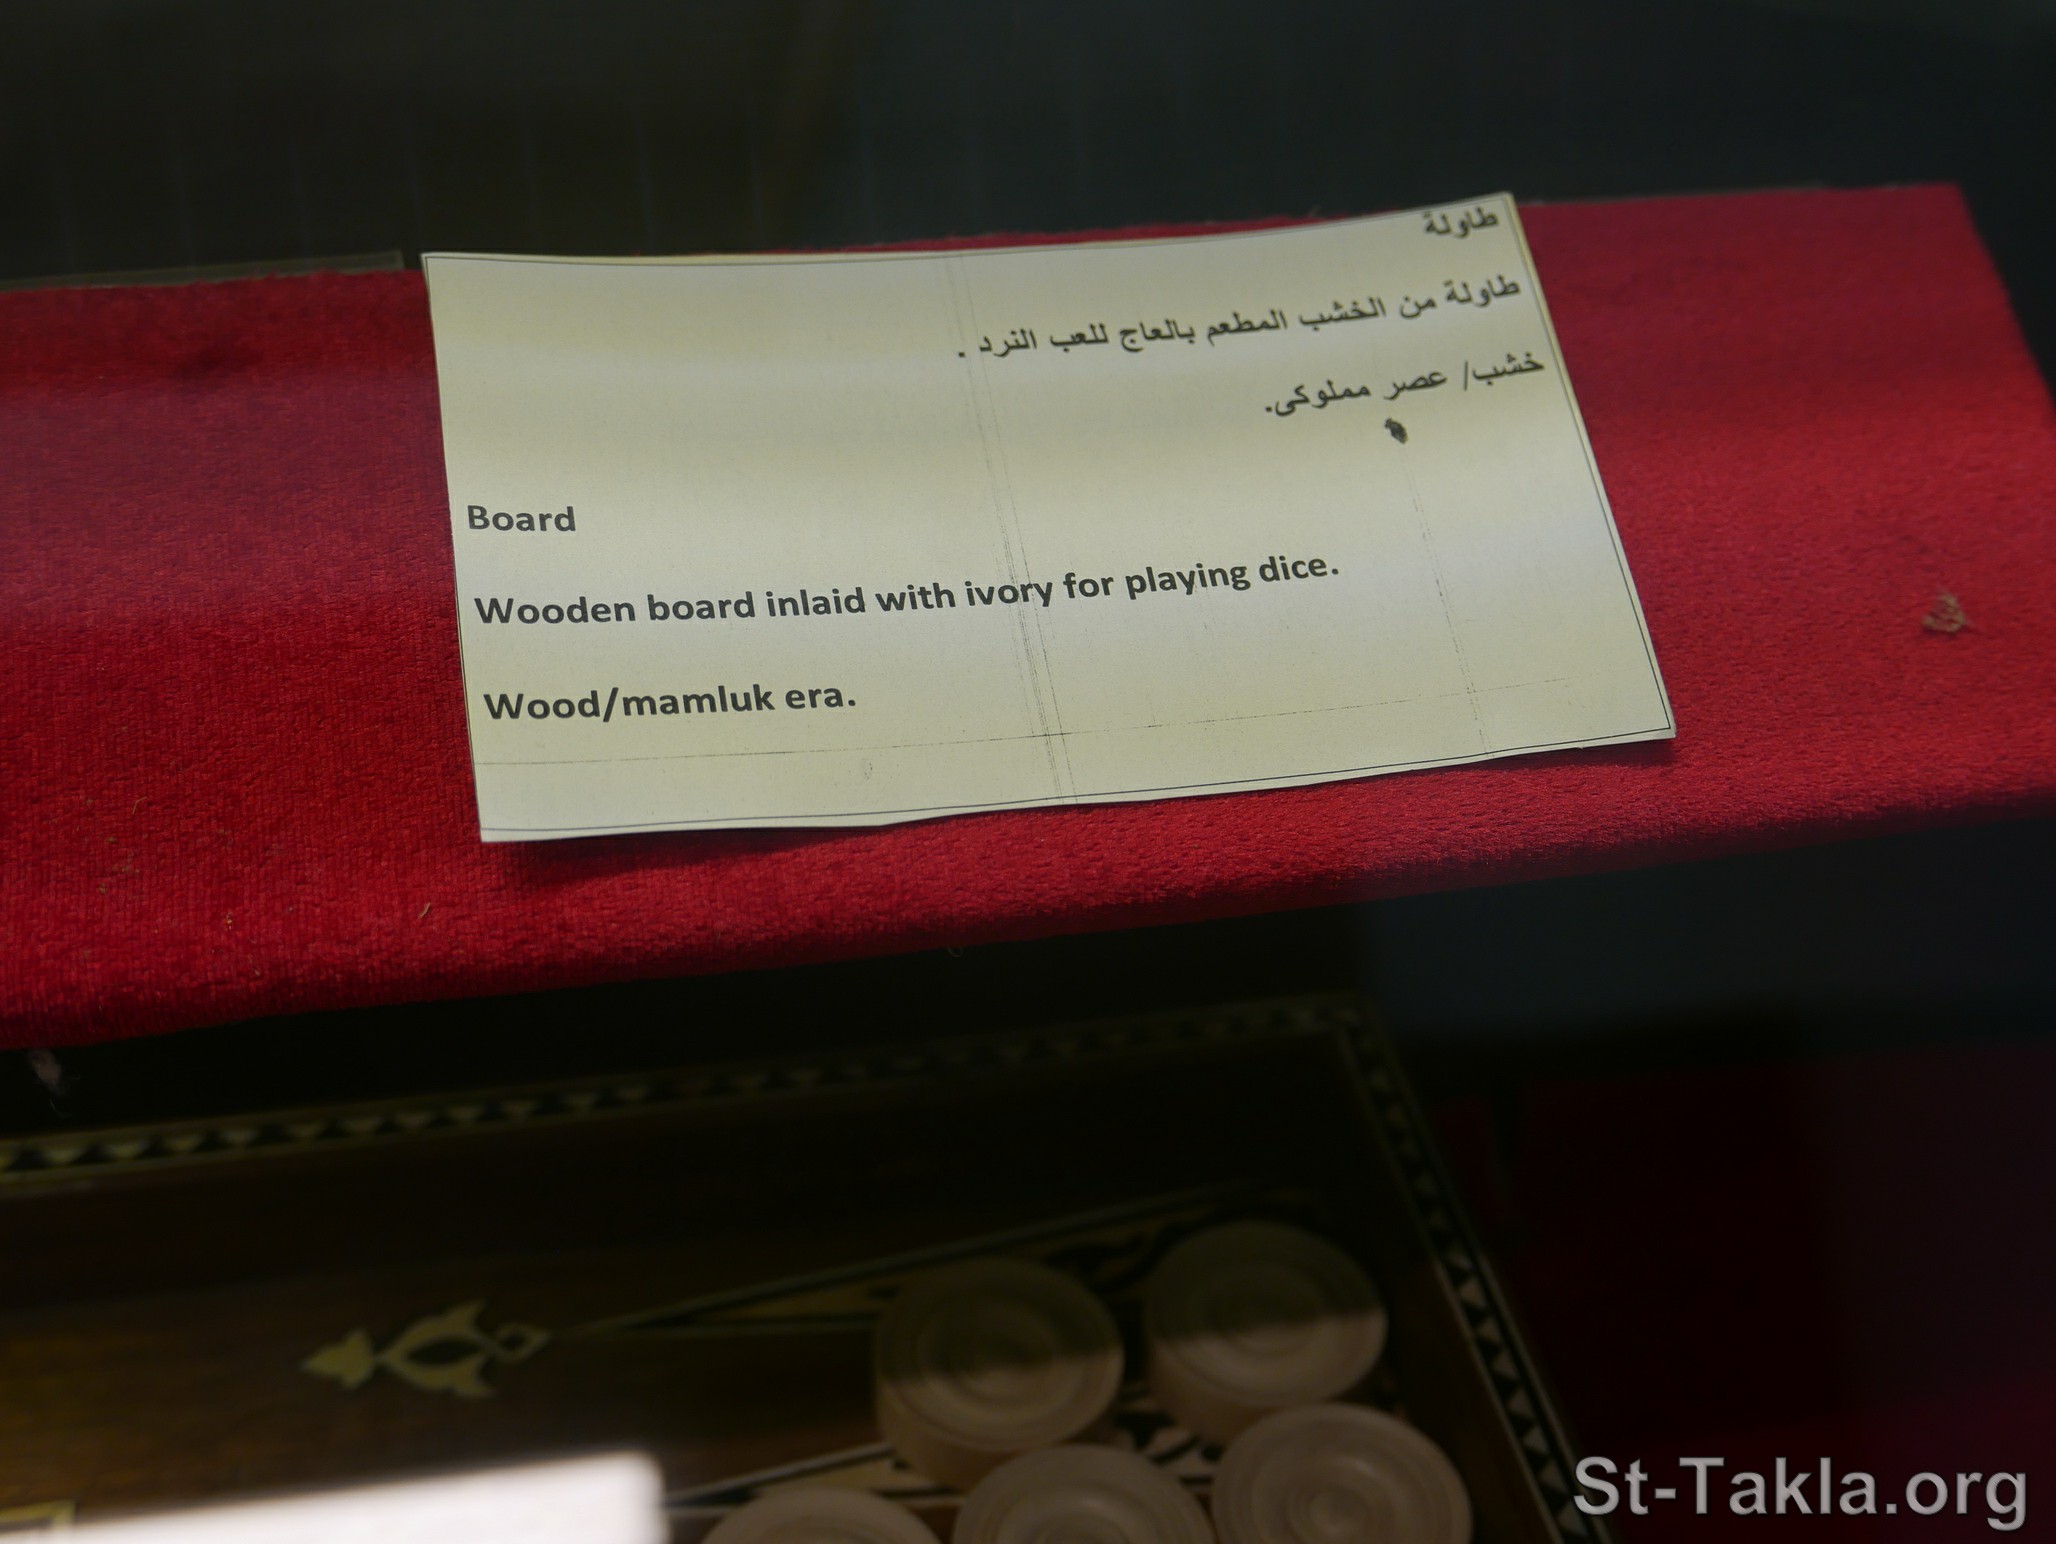 طاولة
طاولة من الخشب المطعم بالعاج للعب النرد .
خشب/ عصر مملوكى.
Board
Wooden board inlaid with ivory for playing dice.
Wood/mamluk era.
St-Takla.org